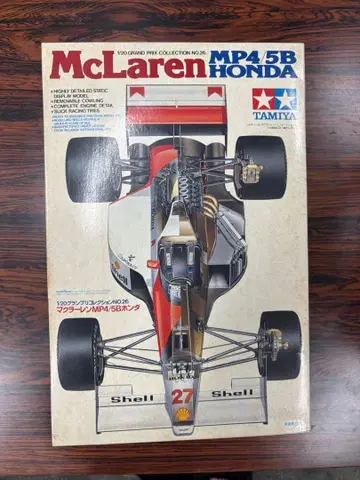 1/20 GRAND PRIX COLLECTION NO.26
McLaren MP4/5B
HONDA
HIGHLY DETAILED STATIC
DISPLAY MODEL
REMOVABLE COWLING
COMPLETE ENGINE DETAIL
SLICK RACING TIRES
TAMIYA
1/20グランプリコレクションNO.26
マクラーレンMP4/5Bホンダ
Shell
27
Shell